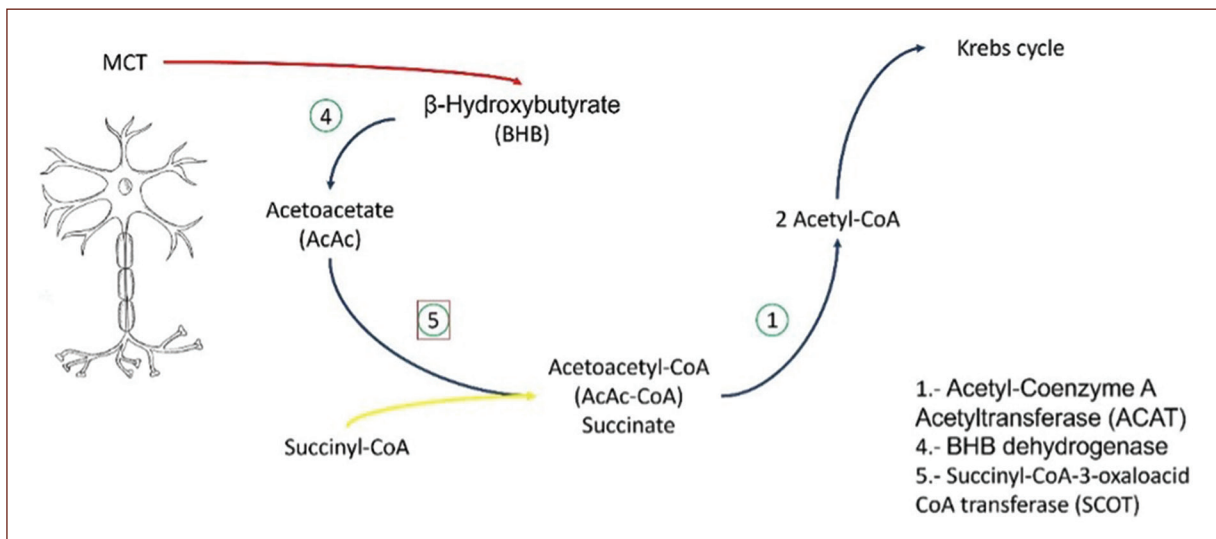 MCT
Krebs cycle
β-Hydroxybutyrate
(BHB)
4
Acetoacetate
(AcAc)
2 Acetyl-CoA
5
1
Acetoacetyl-CoA
(AcAc-CoA)
Succinate
Succinyl-CoA
1.- Acetyl-Coenzyme A
Acetyltransferase (ACAT)
4.- BHB dehydrogenase
5.- Succinyl-CoA-3-oxaloacid
CoA transferase (SCOT)